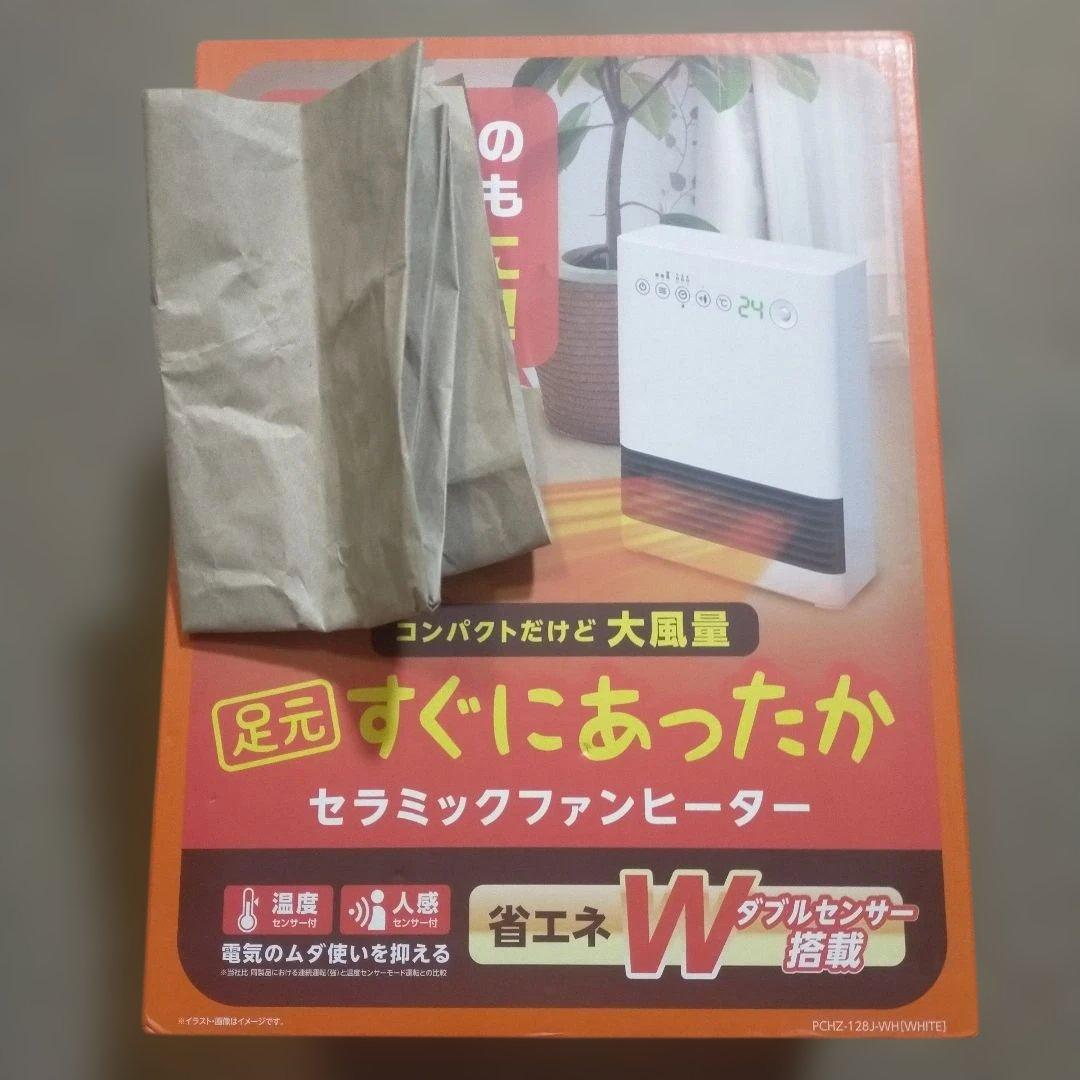 の
も
に!
24
コンパクトだけど 大風量
足元 すぐにあったか
セラミックファンヒーター
温度
センサー付
人感
センサー付
電気のムダ使いを抑える
※当社比 同製品における連続運転(強)と温度センサーモード運転との比較
省エネ W ダブルセンサー
搭載
※イラスト・画像はイメージです。
PCHZ-128J-WH[WHITE]